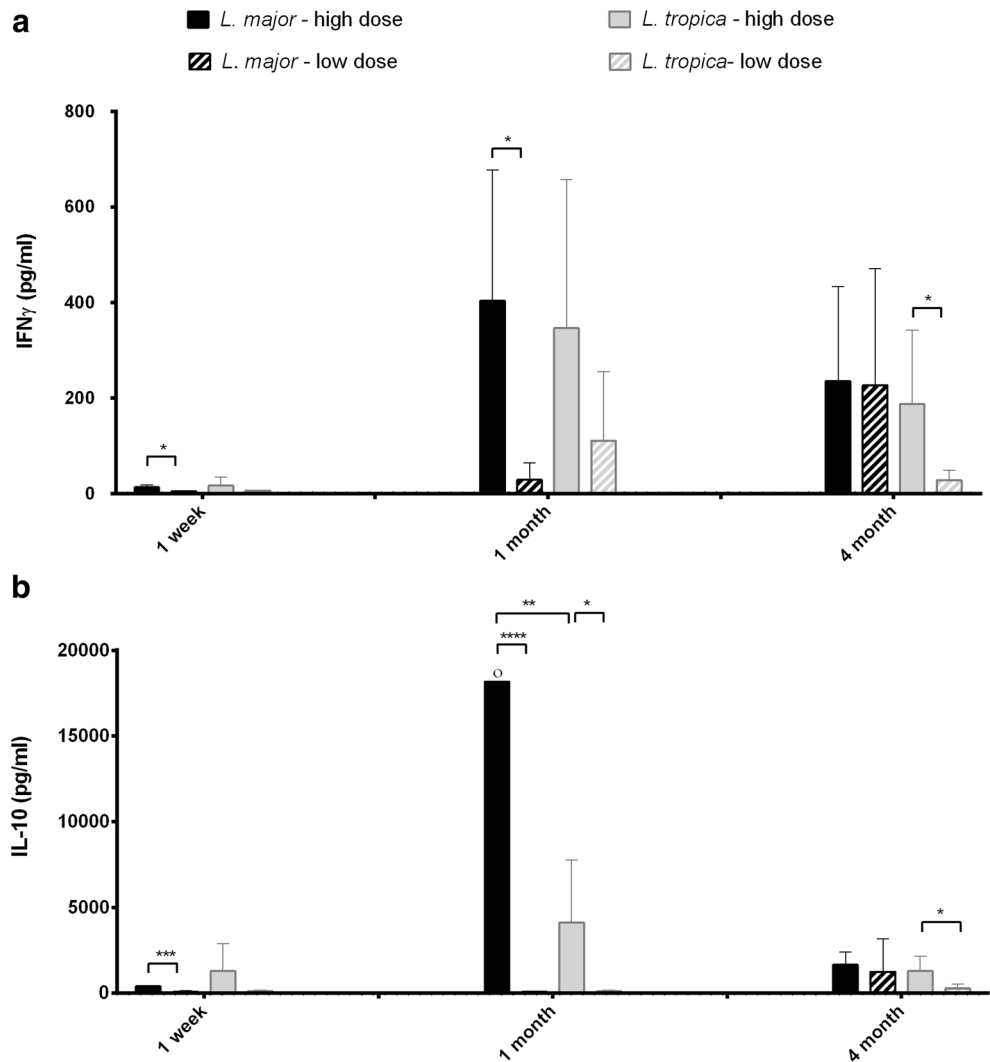 a
L. major - high dose
L. tropica - high dose
L. major - low dose
L. tropica- low dose
800
600
400
200
0
IFNγ (pg/ml)
*
*
*
1 week
1 month
4 month
b
20000
15000
10000
5000
0
IL-10 (pg/ml)
***
**
*
****
o
*
1 week
1 month
4 month